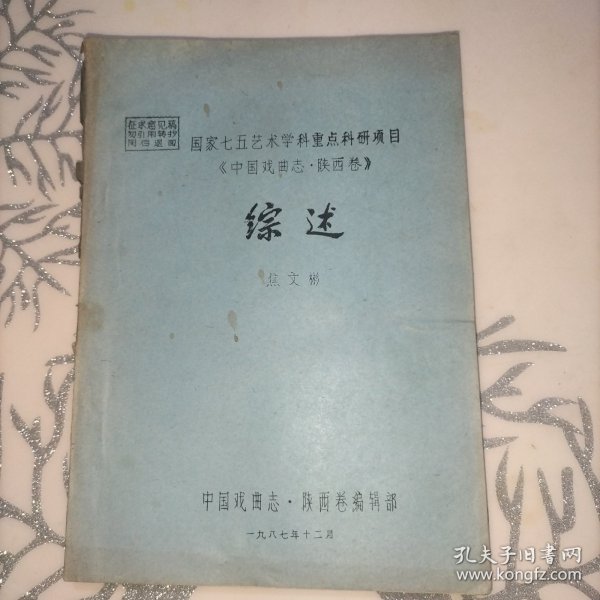 征求意见稿
勿引用转抄
阅后退回
国家七五艺术学科重点科研项目
《中国戏曲志·陕西卷》
综述
焦文彬
中国戏曲志·陕西卷编辑部
一九八七年十二月
孔夫子旧书网
www.kongfz.com